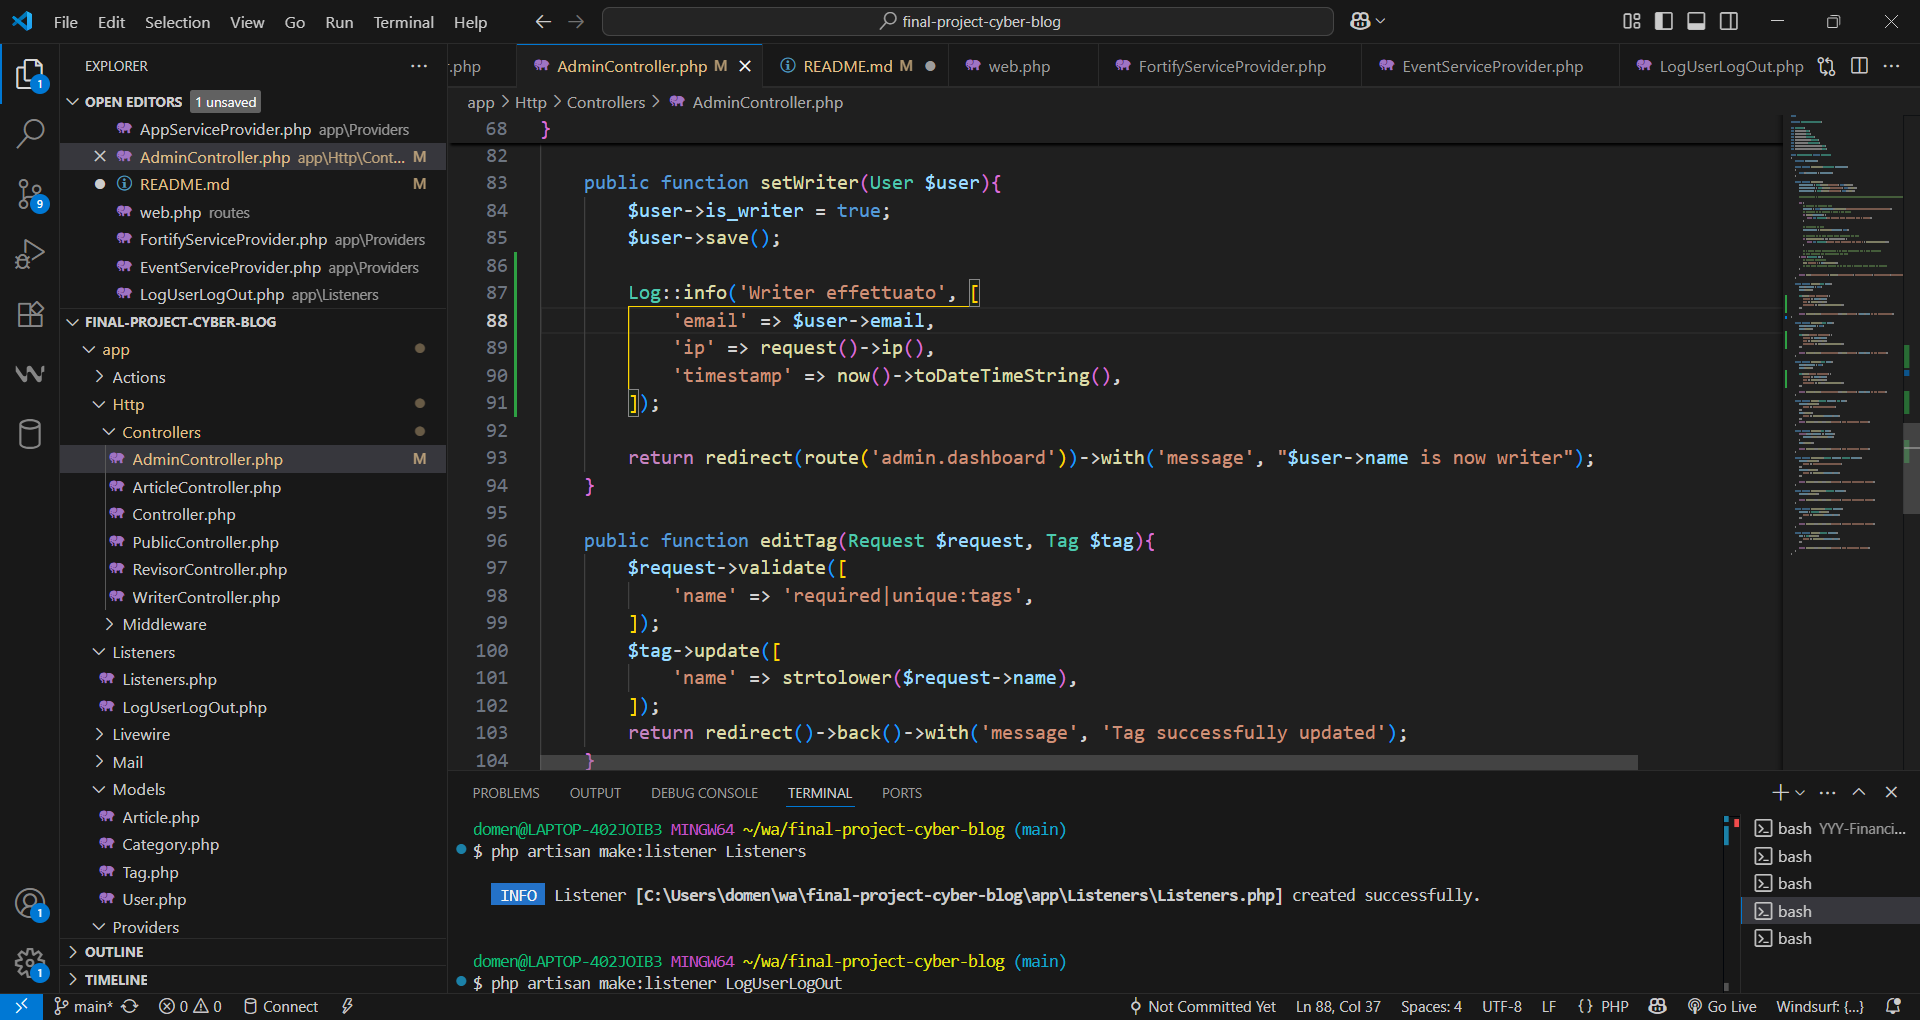 File Edit Selection View Go Run Terminal Help
final-project-cyber-blog
EXPLORER
OPEN EDITORS 1 unsaved
AppServiceProvider.php app\Providers
AdminController.php app\Http\Cont... M
README.md M
web.php routes
FortifyServiceProvider.php app\Providers
EventServiceProvider.php app\Providers
LogUserLogOut.php app\Listeners
FINAL-PROJECT-CYBER-BLOG
app
Actions
Http
Controllers
AdminController.php M
ArticleController.php
Controller.php
PublicController.php
RevisorController.php
WriterController.php
Middleware
Listeners
Listeners.php
LogUserLogOut.php
Livewire
Mail
Models
Article.php
Category.php
Tag.php
User.php
Providers
OUTLINE
TIMELINE
1
9
1
1
.php AdminController.php M README.md M web.php FortifyServiceProvider.php EventServiceProvider.php LogUserLogOut.php
app > Http > Controllers > AdminController.php
68 }
82
83 public function setWriter(User $user){
84 $user->is_writer = true;
85 $user->save();
86
87 Log::info('Writer effettuato', [
88 'email' => $user->email,
89 'ip' => request()->ip(),
90 'timestamp' => now()->toDateTimeString(),
91 ]);
92
93 return redirect(route('admin.dashboard'))->with('message', "$user->name is now writer");
94 }
95
96 public function editTag(Request $request, Tag $tag){
97 $request->validate([
98 'name' => 'required|unique:tags',
99 ]);
100 $tag->update([
101 'name' => strtolower($request->name),
102 ]);
103 return redirect()->back()->with('message', 'Tag successfully updated');
104 }
PROBLEMS OUTPUT DEBUG CONSOLE TERMINAL PORTS
domen@LAPTOP-402JOIB3 MINGW64 ~/wa/final-project-cyber-blog (main)
$ php artisan make:listener Listeners
INFO Listener [C:\Users\domen\wa\final-project-cyber-blog\app\Listeners\Listeners.php] created successfully.
domen@LAPTOP-402JOIB3 MINGW64 ~/wa/final-project-cyber-blog (main)
$ php artisan make:listener LogUserLogOut
bash YYY-Financi...
bash
bash
bash
bash
main* 0 0 Connect Not Committed Yet Ln 88, Col 37 Spaces: 4 UTF-8 LF {} PHP Go Live Windsurf: {...}